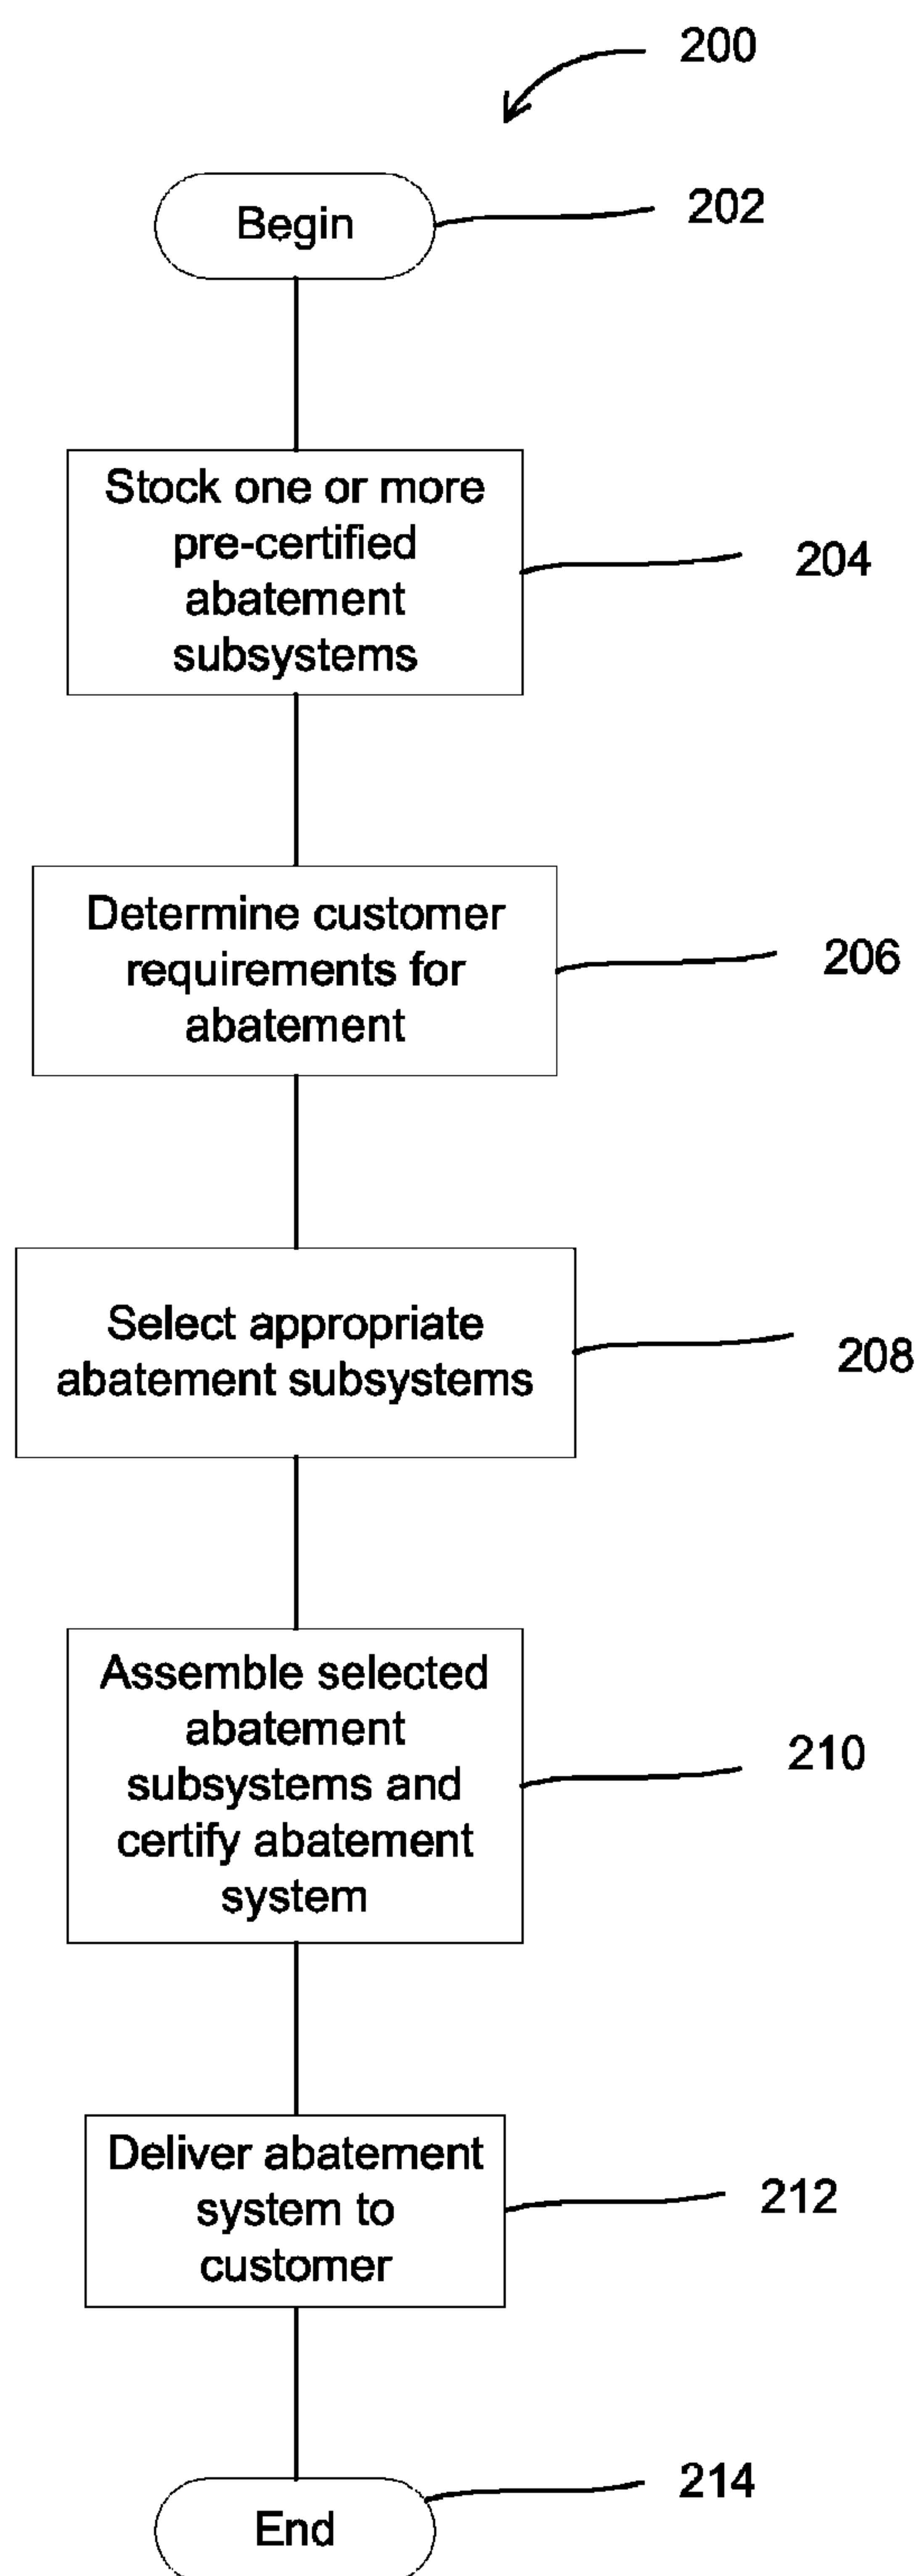 200
Begin
202
Stock one or more
pre-certified
abatement
subsystems
204
Determine customer
requirements for
abatement
206
Select appropriate
abatement subsystems
208
Assemble selected
abatement
subsystems and
certify abatement
system
210
Deliver abatement
system to
customer
212
End
214